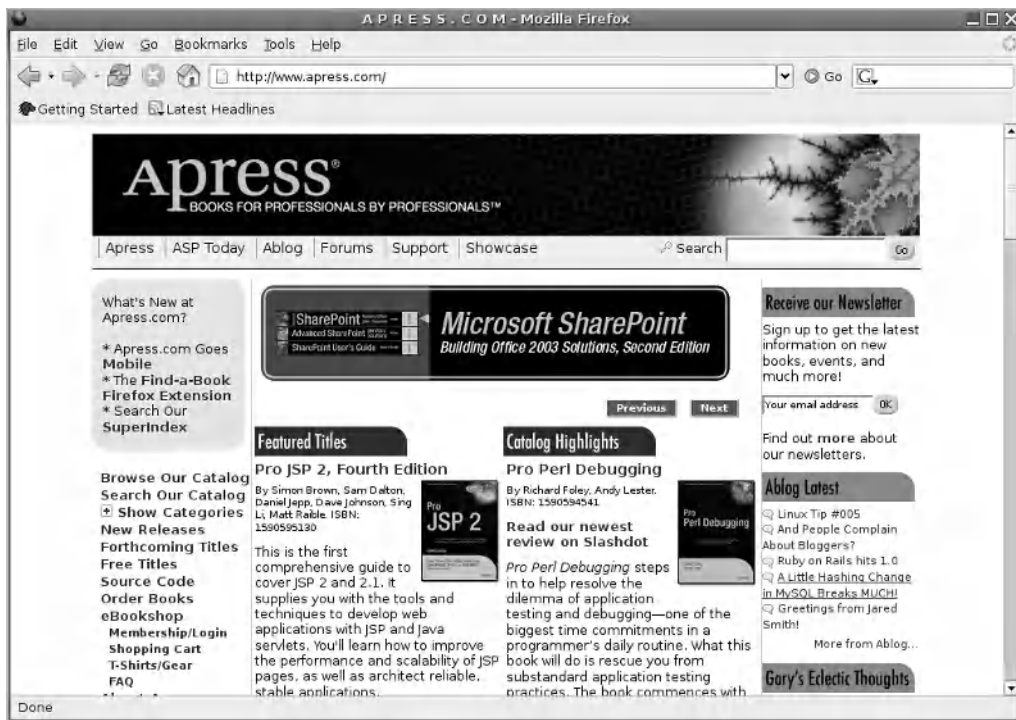 A P R E S S . C O M - Mozilla Firefox
File Edit View Go Bookmarks Tools Help
http://www.apress.com/
Go
G
Getting Started Latest Headlines
Apress®
BOOKS FOR PROFESSIONALS BY PROFESSIONALS™
Apress ASP Today Ablog Forums Support Showcase
Search
Go
What's New at
Apress.com?
* Apress.com Goes
Mobile
* The Find-a-Book
Firefox Extension
* Search Our
SuperIndex
Browse Our Catalog
Search Our Catalog
+ Show Categories
New Releases
Forthcoming Titles
Free Titles
Source Code
Order Books
eBookshop
Membership/Login
Shopping Cart
T-Shirts/Gear
FAQ
SharePoint
Advanced SharePoint
SharePoint User's Guide
Microsoft SharePoint
Building Office 2003 Solutions, Second Edition
Previous Next
Featured Titles
Pro JSP 2, Fourth Edition
By Simon Brown, Sam Dalton,
Daniel Jepp, Dave Johnson, Sing
Li, Matt Raible. ISBN:
1590595130
Pro
JSP 2
This is the first
comprehensive guide to
cover JSP 2 and 2.1. it
supplies you with the tools and
techniques to develop web
applications with JSP and Java
servlets. You'll learn how to improve
the performance and scalability of JSP
pages, as well as architect reliable,
stable applications.
Catalog Highlights
Pro Perl Debugging
By Richard Foley, Andy Lester.
ISBN: 1590594541
Pro
Perl Debugging
Read our newest
review on Slashdot
Pro Perl Debugging steps
in to help resolve the
dilemma of application
testing and debugging—one of the
biggest time commitments in a
programmer's daily routine. What this
book will do is rescue you from
substandard application testing
practices. The book commences with
Receive our Newsletter
Sign up to get the latest
information on new
books, events, and
much more!
Your email address OK
Find out more about
our newsletters.
Ablog Latest
Linux Tip #005
And People Complain
About Bloggers?
Ruby on Rails hits 1.0
A Little Hashing Change
in MySQL Breaks MUCH!
Greetings from Jared
Smith!
More from Ablog...
Gary's Eclectic Thoughts
Done